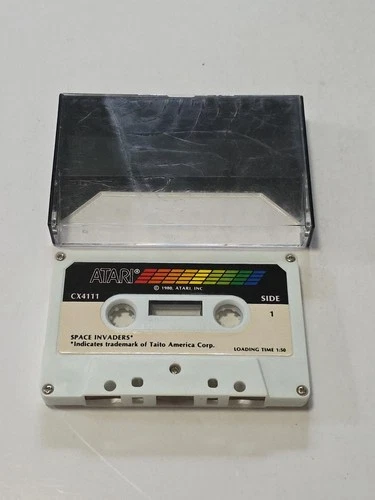 ATARI®
© 1980, ATARI, INC
CX4111
SIDE
1
SPACE INVADERS*
*Indicates trademark of Taito America Corp.
LOADING TIME 1:50